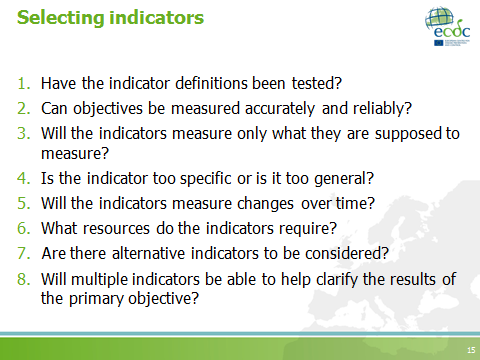 Selecting indicators
ecdc
1. Have the indicator definitions been tested?
2. Can objectives be measured accurately and reliably?
3. Will the indicators measure only what they are supposed to
measure?
4. Is the indicator too specific or is it too general?
5. Will the indicators measure changes over time?
6. What resources do the indicators require?
7. Are there alternative indicators to be considered?
8. Will multiple indicators be able to help clarify the results of
the primary objective?
15